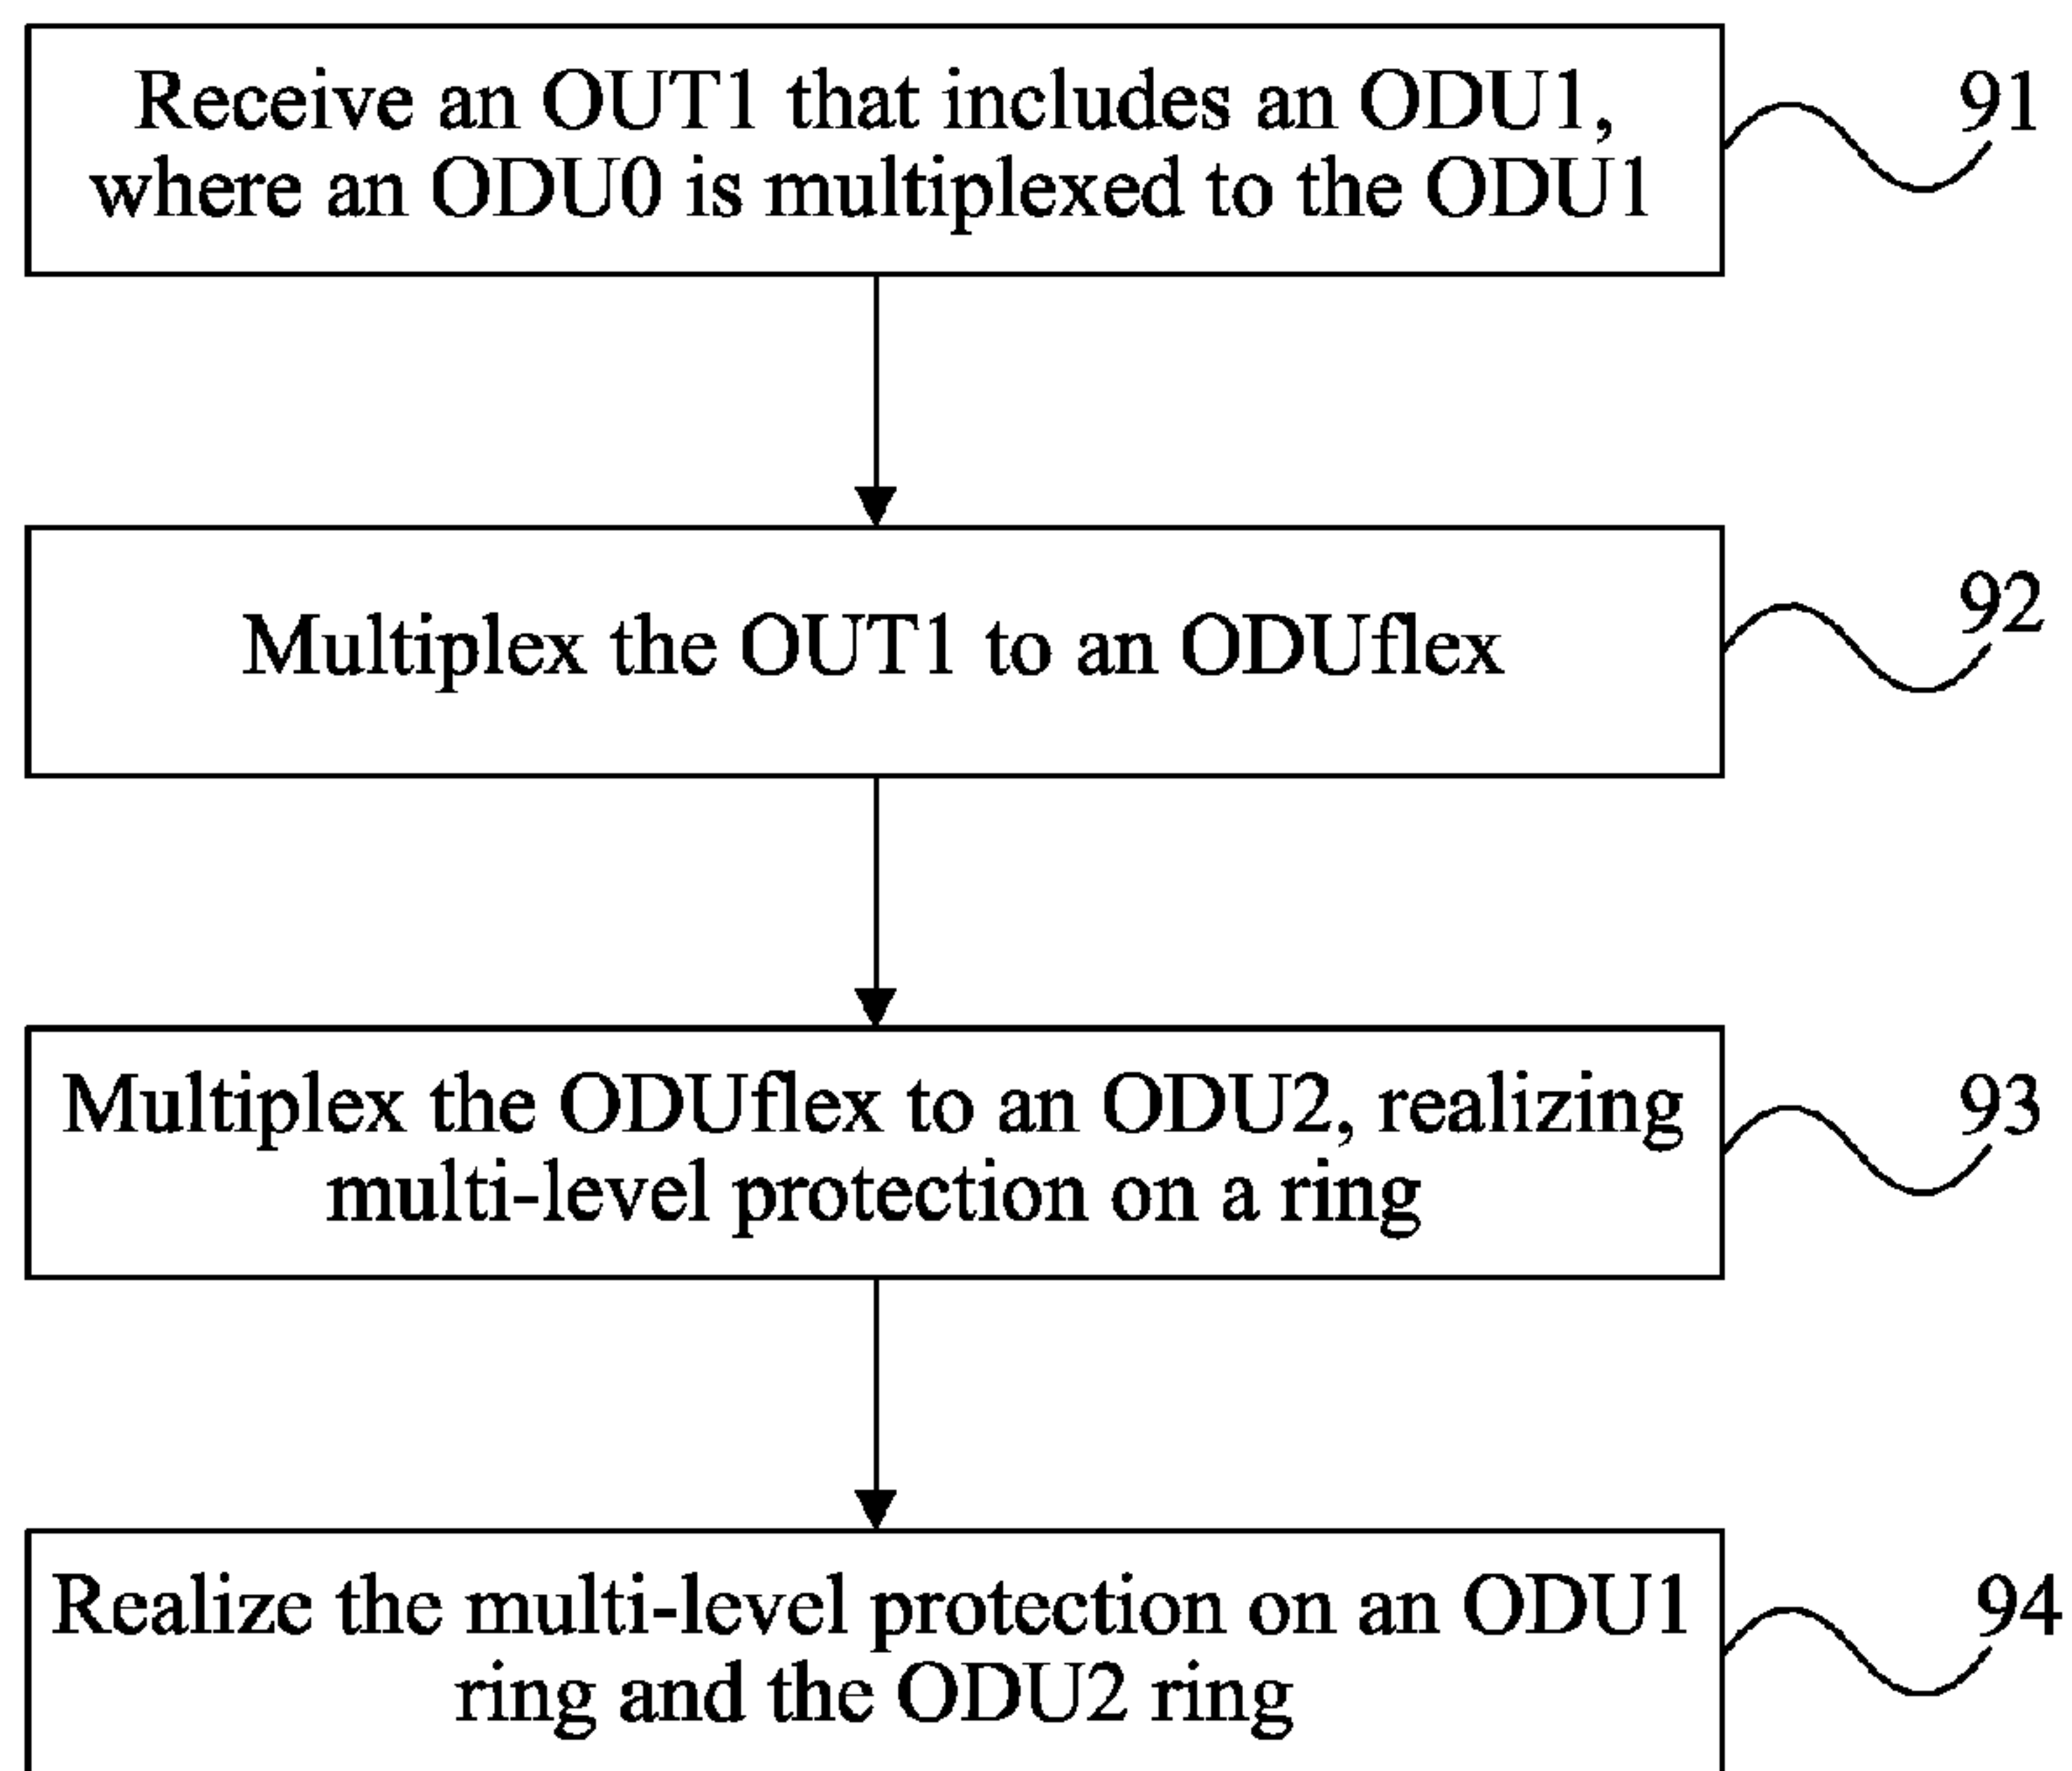 Receive an OUT1 that includes an ODU1,
where an ODU0 is multiplexed to the ODU1
91
Multiplex the OUT1 to an ODUflex
92
Multiplex the ODUflex to an ODU2, realizing
multi-level protection on a ring
93
Realize the multi-level protection on an ODU1
ring and the ODU2 ring
94